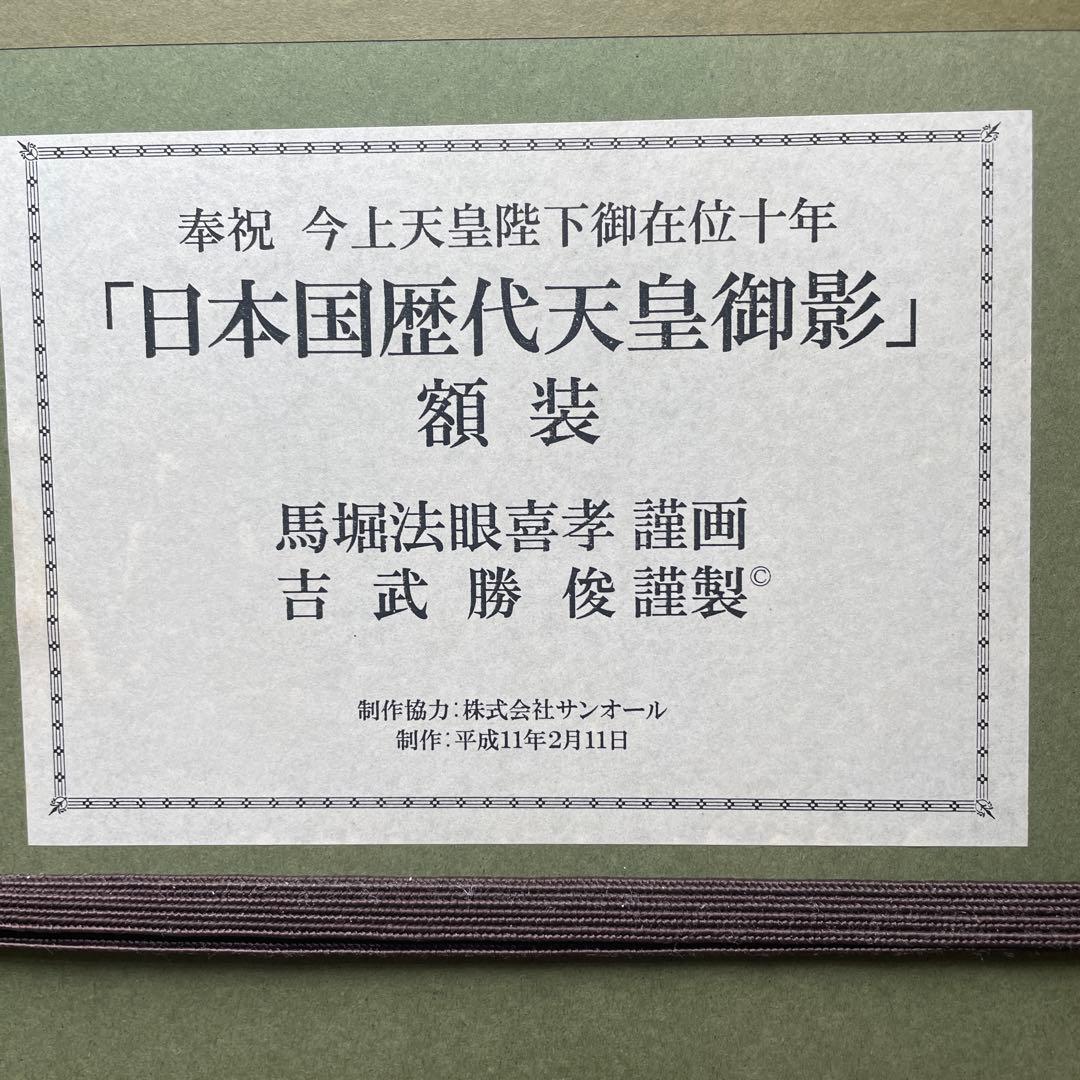 奉祝 今上天皇陛下御在位十年
「日本国歴代天皇御影」
額装
馬堀法眼喜孝 謹画
吉武勝俊 謹製©
制作協力:株式会社サンオール
制作:平成11年2月11日